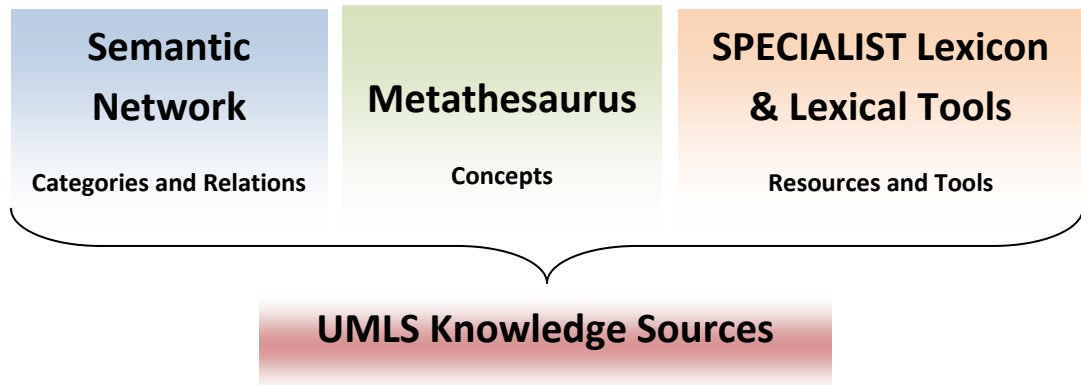 Semantic
Network
Categories and Relations
Metathesaurus
Concepts
SPECIALIST Lexicon
& Lexical Tools
Resources and Tools
UMLS Knowledge Sources